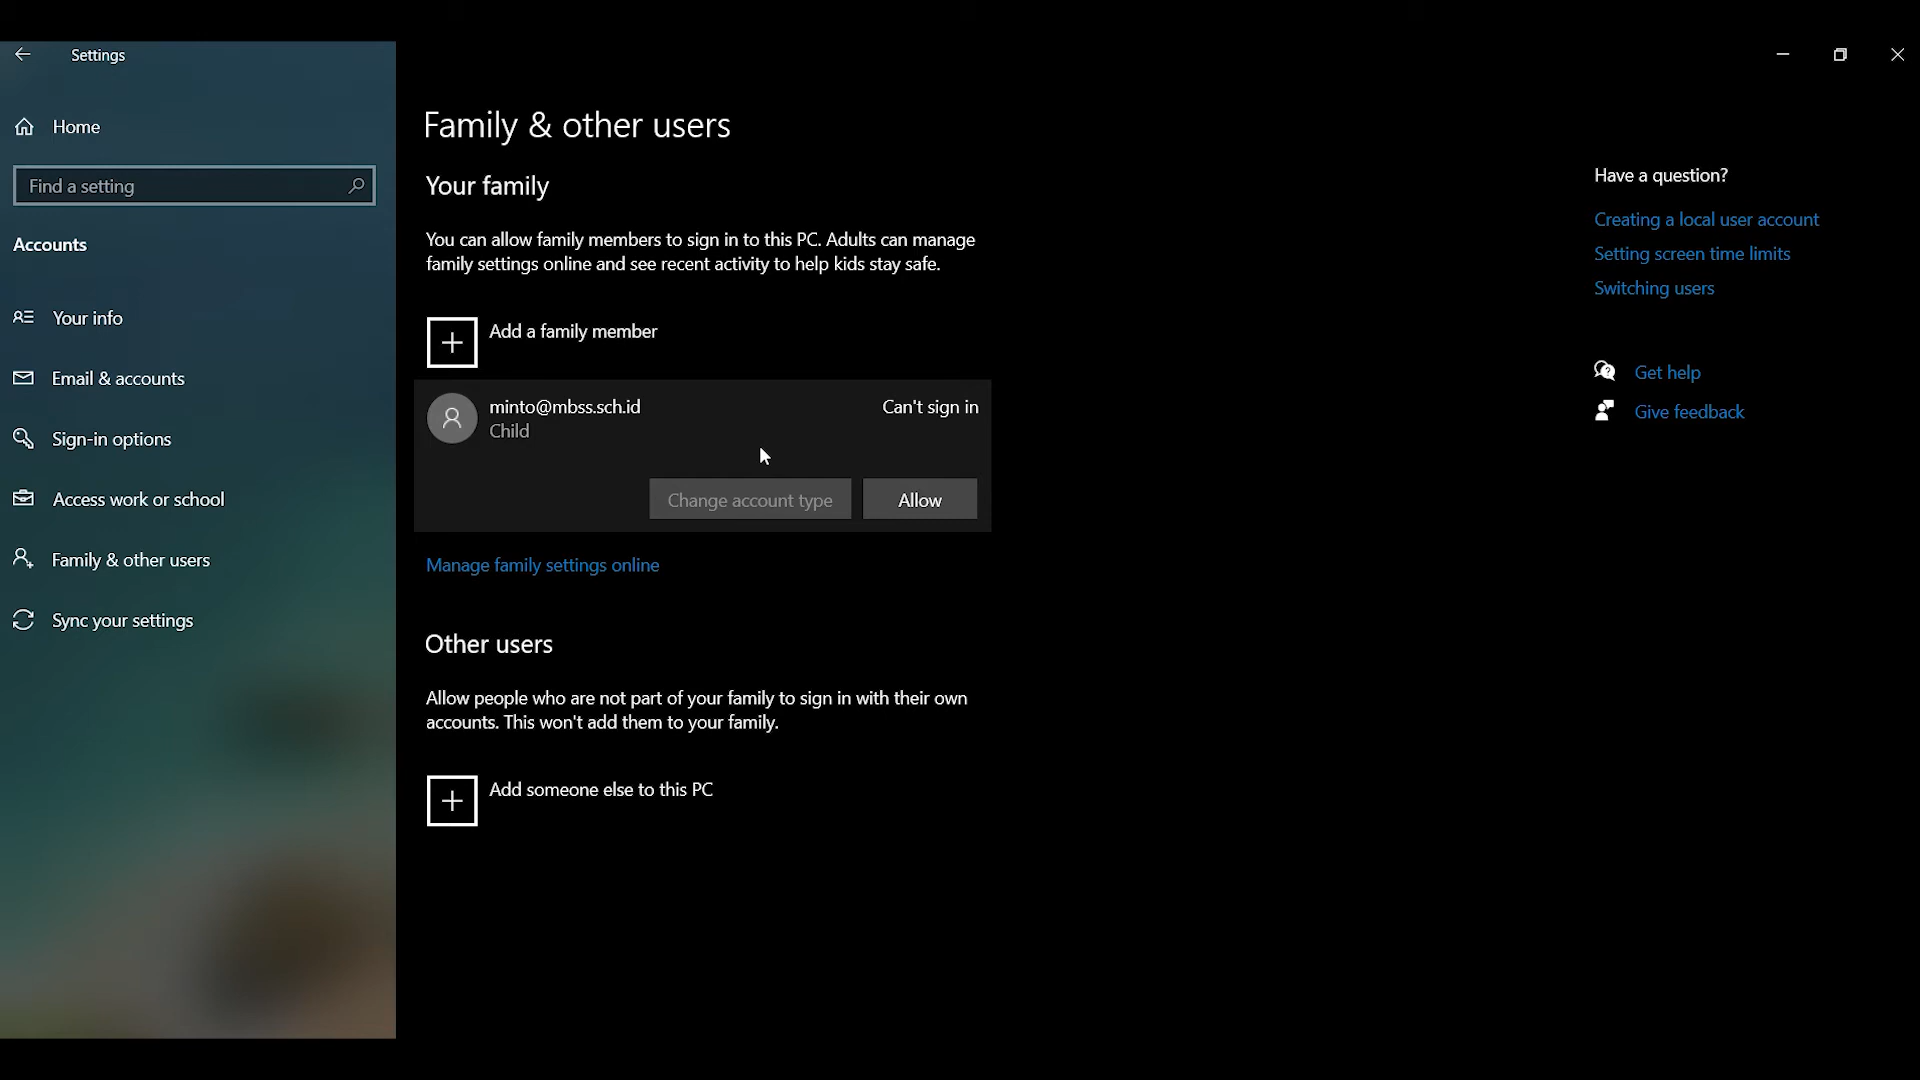 Settings
Home
Find a setting
Accounts
Your info
Email & accounts
Sign-in options
Access work or school
Family & other users
Sync your settings
Family & other users
Your family
You can allow family members to sign in to this PC. Adults can manage
family settings online and see recent activity to help kids stay safe.
Add a family member
minto@mbss.sch.id
Can't sign in
Child
Change account type
Allow
Manage family settings online
Other users
Allow people who are not part of your family to sign in with their own
accounts. This won't add them to your family.
Add someone else to this PC
Have a question?
Creating a local user account
Setting screen time limits
Switching users
Get help
Give feedback